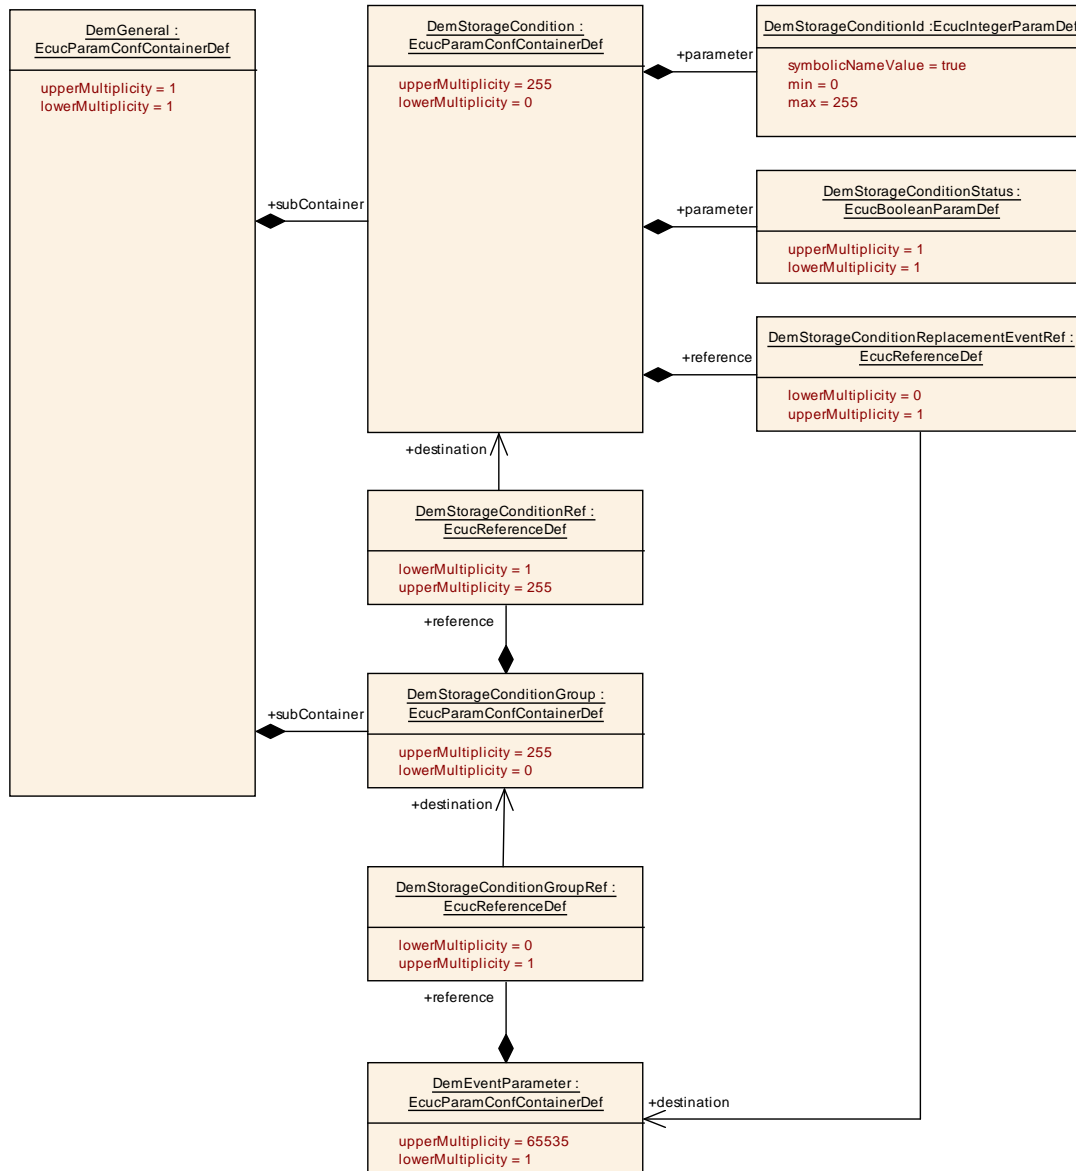 DemGeneral :
EcucParamConfContainerDef
upperMultiplicity = 1
lowerMultiplicity = 1
+subContainer
DemStorageCondition :
EcucParamConfContainerDef
upperMultiplicity = 255
lowerMultiplicity = 0
+parameter
DemStorageConditionId :EcucIntegerParamDef
symbolicNameValue = true
min = 0
max = 255
+parameter
DemStorageConditionStatus :
EcucBooleanParamDef
upperMultiplicity = 1
lowerMultiplicity = 1
+reference
DemStorageConditionReplacementEventRef :
EcucReferenceDef
lowerMultiplicity = 0
upperMultiplicity = 1
+destination
DemStorageConditionRef :
EcucReferenceDef
lowerMultiplicity = 1
upperMultiplicity = 255
+reference
+subContainer
DemStorageConditionGroup :
EcucParamConfContainerDef
upperMultiplicity = 255
lowerMultiplicity = 0
+destination
DemStorageConditionGroupRef :
EcucReferenceDef
lowerMultiplicity = 0
upperMultiplicity = 1
+reference
DemEventParameter :
EcucParamConfContainerDef
upperMultiplicity = 65535
lowerMultiplicity = 1
+destination